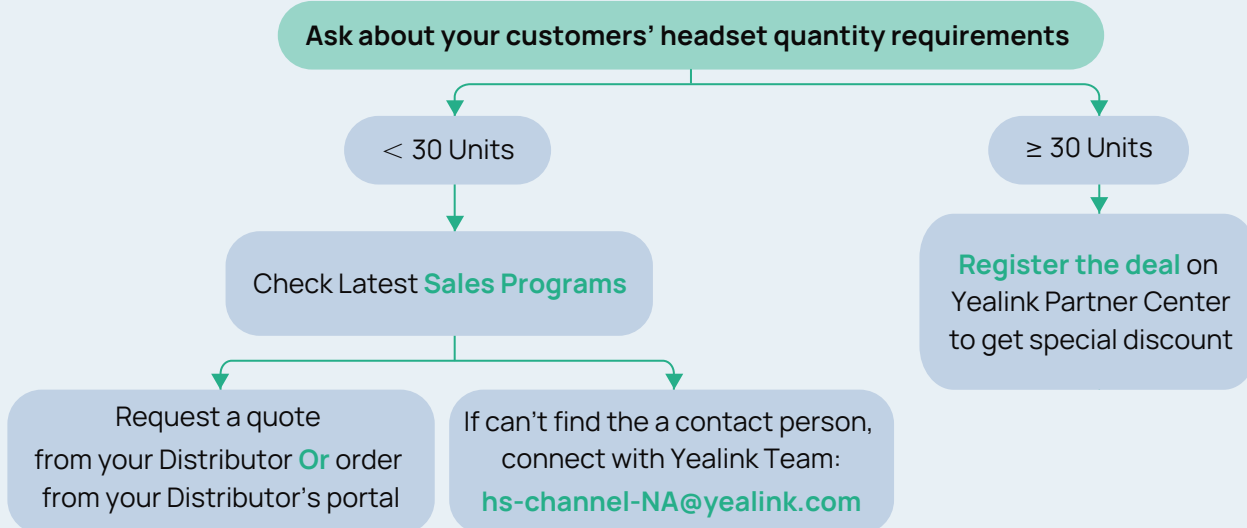 Ask about your customers’ headset quantity requirements
< 30 Units
≥ 30 Units
Check Latest Sales Programs
Register the deal on
Yealink Partner Center
to get special discount
Request a quote
from your Distributor Or order
from your Distributor’s portal
If can’t find the a contact person,
connect with Yealink Team:
hs-channel-NA@yealink.com